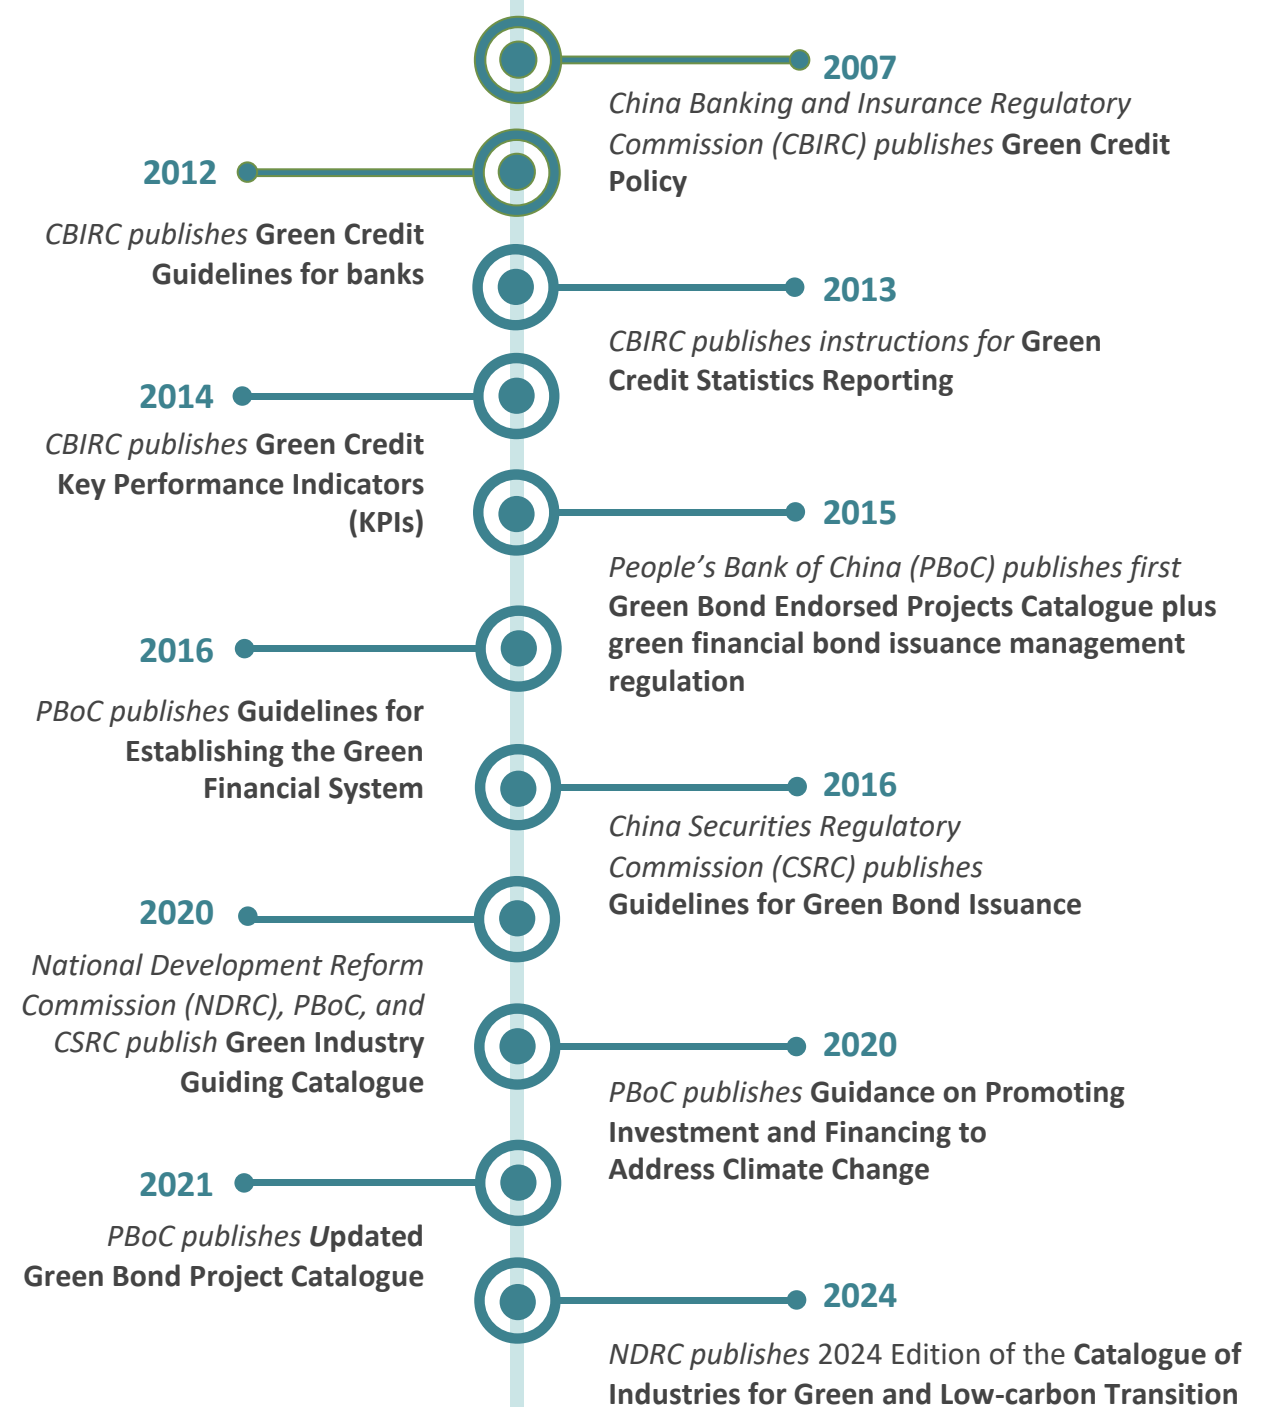 2007
China Banking and Insurance Regulatory
Commission (CBIRC) publishes Green Credit
Policy
2012
CBIRC publishes Green Credit
Guidelines for banks
2013
CBIRC publishes instructions for Green
Credit Statistics Reporting
2014
CBIRC publishes Green Credit
Key Performance Indicators
(KPIs)
2015
People’s Bank of China (PBoC) publishes first
Green Bond Endorsed Projects Catalogue plus
green financial bond issuance management
regulation
2016
PBoC publishes Guidelines for
Establishing the Green
Financial System
2016
China Securities Regulatory
Commission (CSRC) publishes
Guidelines for Green Bond Issuance
2020
National Development Reform
Commission (NDRC), PBoC, and
CSRC publish Green Industry
Guiding Catalogue
2020
PBoC publishes Guidance on Promoting
Investment and Financing to
Address Climate Change
2021
PBoC publishes Updated
Green Bond Project Catalogue
2024
NDRC publishes 2024 Edition of the Catalogue of
Industries for Green and Low-carbon Transition